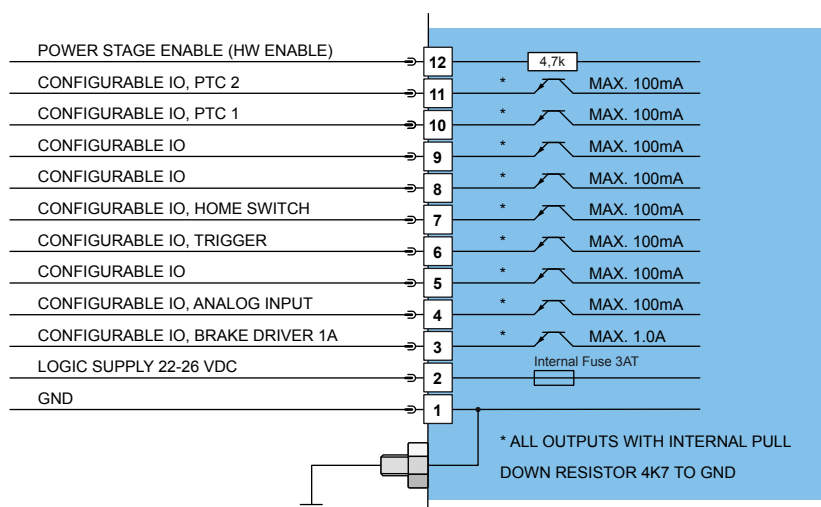 POWER STAGE ENABLE (HW ENABLE) 12 4,7k
CONFIGURABLE IO, PTC 2 11 * MAX. 100mA
CONFIGURABLE IO, PTC 1 10 * MAX. 100mA
CONFIGURABLE IO 9 * MAX. 100mA
CONFIGURABLE IO 8 * MAX. 100mA
CONFIGURABLE IO, HOME SWITCH 7 * MAX. 100mA
CONFIGURABLE IO, TRIGGER 6 * MAX. 100mA
CONFIGURABLE IO 5 * MAX. 100mA
CONFIGURABLE IO, ANALOG INPUT 4 * MAX. 100mA
CONFIGURABLE IO, BRAKE DRIVER 1A 3 * MAX. 1.0A
LOGIC SUPPLY 22-26 VDC 2 Internal Fuse 3AT
GND 1
* ALL OUTPUTS WITH INTERNAL PULL
DOWN RESISTOR 4K7 TO GND